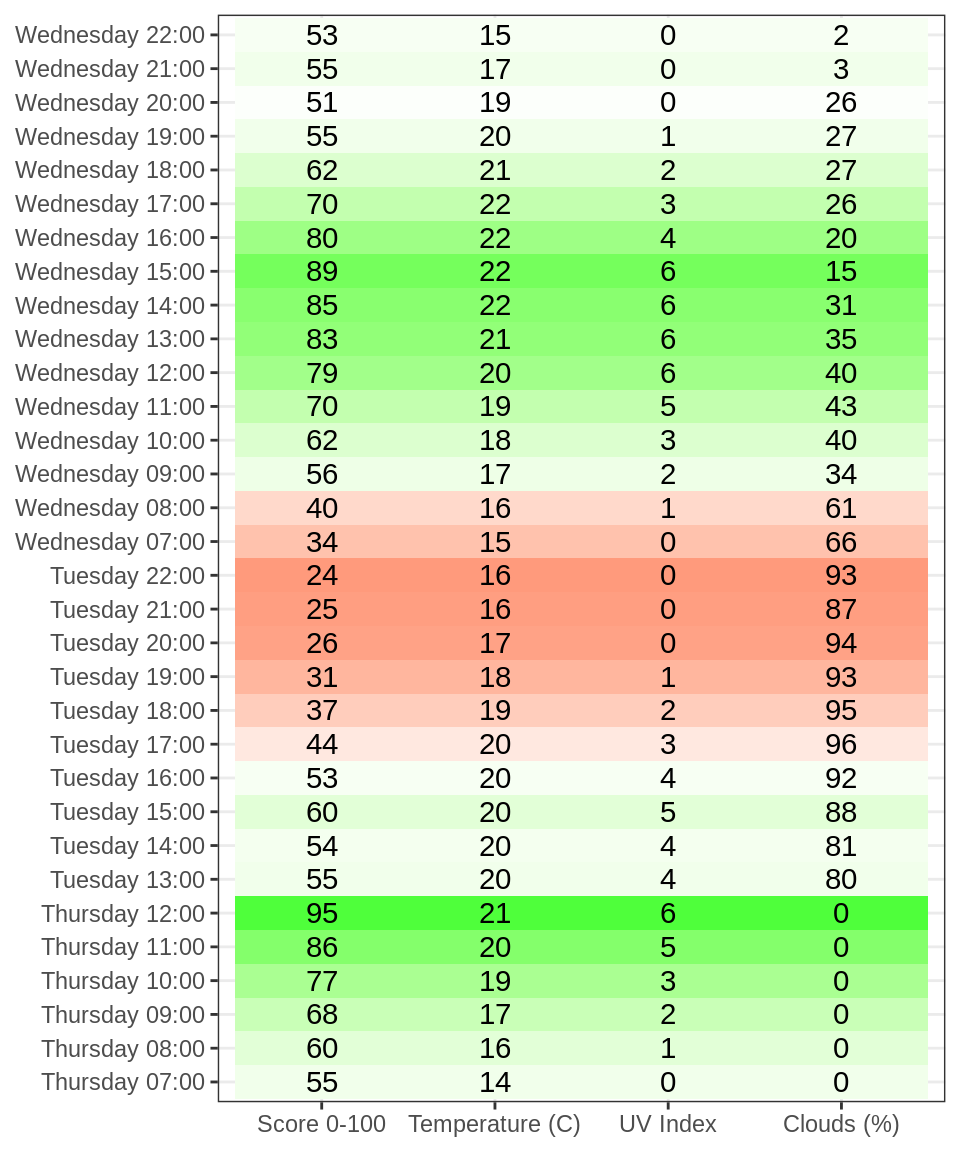 Wednesday 22:00 53 15 0 2
Wednesday 21:00 55 17 0 3
Wednesday 20:00 51 19 0 26
Wednesday 19:00 55 20 1 27
Wednesday 18:00 62 21 2 27
Wednesday 17:00 70 22 3 26
Wednesday 16:00 80 22 4 20
Wednesday 15:00 89 22 6 15
Wednesday 14:00 85 22 6 31
Wednesday 13:00 83 21 6 35
Wednesday 12:00 79 20 6 40
Wednesday 11:00 70 19 5 43
Wednesday 10:00 62 18 3 40
Wednesday 09:00 56 17 2 34
Wednesday 08:00 40 16 1 61
Wednesday 07:00 34 15 0 66
Tuesday 22:00 24 16 0 93
Tuesday 21:00 25 16 0 87
Tuesday 20:00 26 17 0 94
Tuesday 19:00 31 18 1 93
Tuesday 18:00 37 19 2 95
Tuesday 17:00 44 20 3 96
Tuesday 16:00 53 20 4 92
Tuesday 15:00 60 20 5 88
Tuesday 14:00 54 20 4 81
Tuesday 13:00 55 20 4 80
Thursday 12:00 95 21 6 0
Thursday 11:00 86 20 5 0
Thursday 10:00 77 19 3 0
Thursday 09:00 68 17 2 0
Thursday 08:00 60 16 1 0
Thursday 07:00 55 14 0 0
Score 0-100 Temperature (C) UV Index Clouds (%)